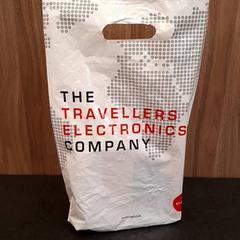 THE
TRAVELLERS
ELECTRONICS
COMPANY